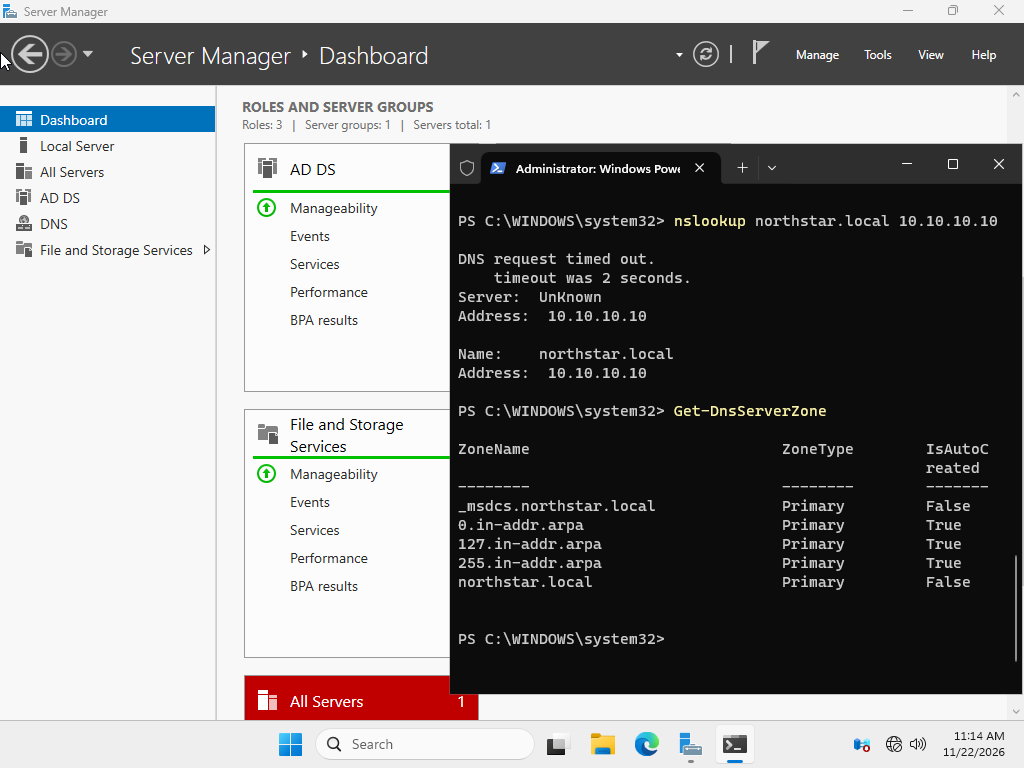 Server Manager
Server Manager ‣ Dashboard
Manage Tools View Help
Dashboard
Local Server
All Servers
AD DS
DNS
File and Storage Services
ROLES AND SERVER GROUPS
Roles: 3 | Server groups: 1 | Servers total: 1
AD DS
Manageability
Events
Services
Performance
BPA results
File and Storage
Services
Manageability
Events
Services
Performance
BPA results
All Servers 1
Administrator: Windows Powe
PS C:\WINDOWS\system32> nslookup northstar.local 10.10.10.10
DNS request timed out.
    timeout was 2 seconds.
Server:  UnKnown
Address:  10.10.10.10
Name:    northstar.local
Address:  10.10.10.10
PS C:\WINDOWS\system32> Get-DnsServerZone
ZoneName ZoneType IsAutoC
reated
-------- -------- -------
_msdcs.northstar.local Primary False
0.in-addr.arpa Primary True
127.in-addr.arpa Primary True
255.in-addr.arpa Primary True
northstar.local Primary False
PS C:\WINDOWS\system32>
Search
11:14 AM
11/22/2026